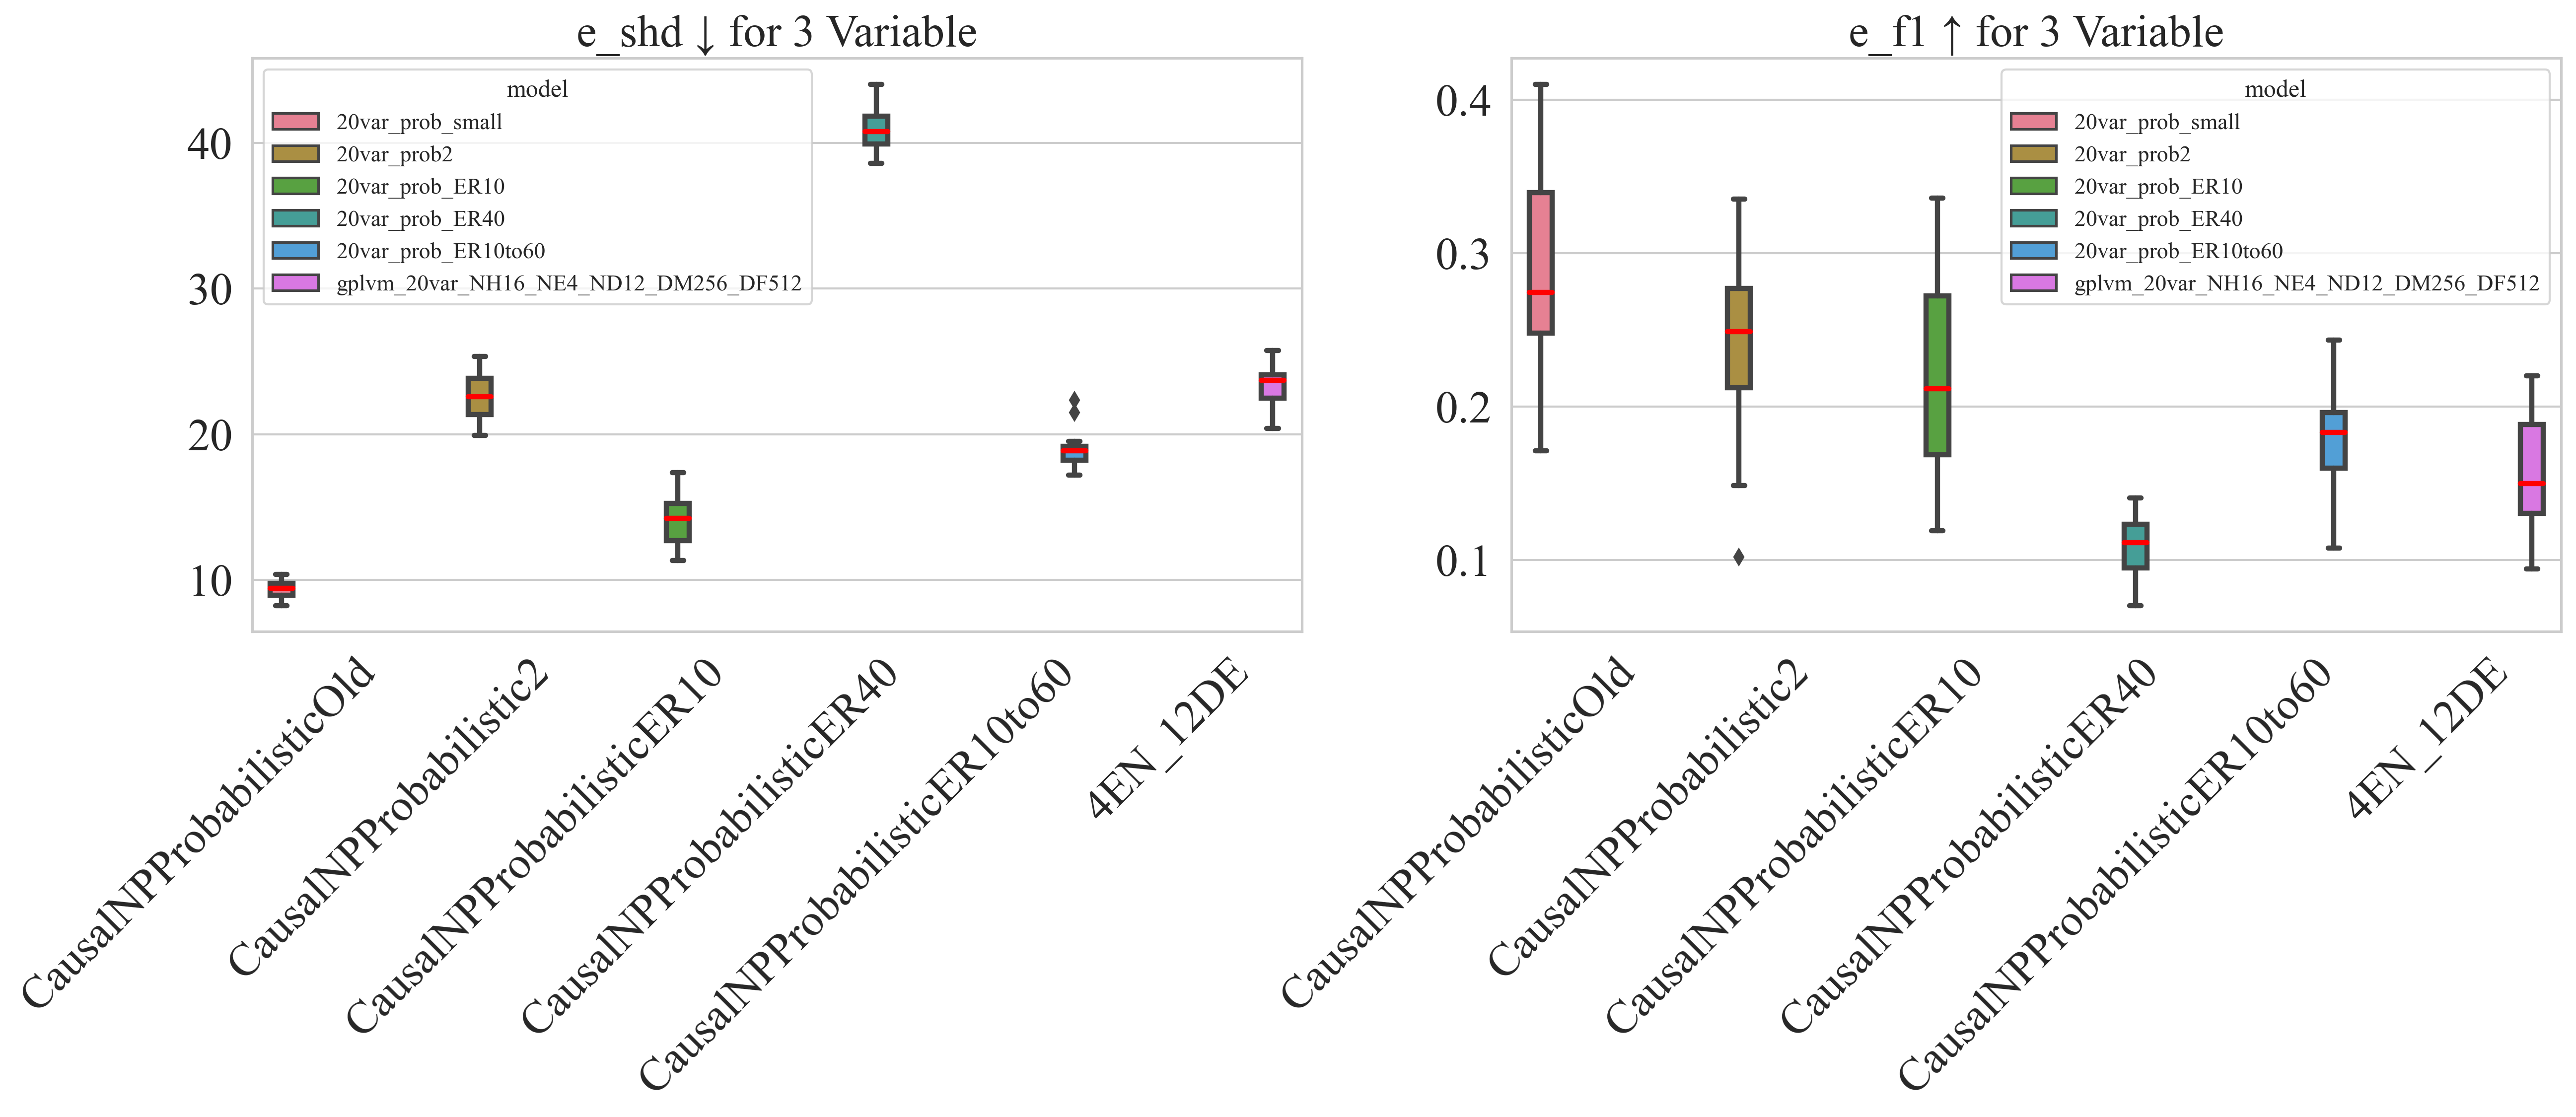 e_shd ↓ for 3 Variable
model
20var_prob_small
20var_prob2
20var_prob_ER10
20var_prob_ER40
20var_prob_ER10to60
gplvm_20var_NH16_NE4_ND12_DM256_DF512
40
30
20
10
CausalNPProbabilisticOld
CausalNPProbabilistic2
CausalNPProbabilisticER10
CausalNPProbabilisticER40
CausalNPProbabilisticER10to60
4EN_12DE
e_f1 ↑ for 3 Variable
model
20var_prob_small
20var_prob2
20var_prob_ER10
20var_prob_ER40
20var_prob_ER10to60
gplvm_20var_NH16_NE4_ND12_DM256_DF512
0.4
0.3
0.2
0.1
CausalNPProbabilisticOld
CausalNPProbabilistic2
CausalNPProbabilisticER10
CausalNPProbabilisticER40
CausalNPProbabilisticER10to60
4EN_12DE